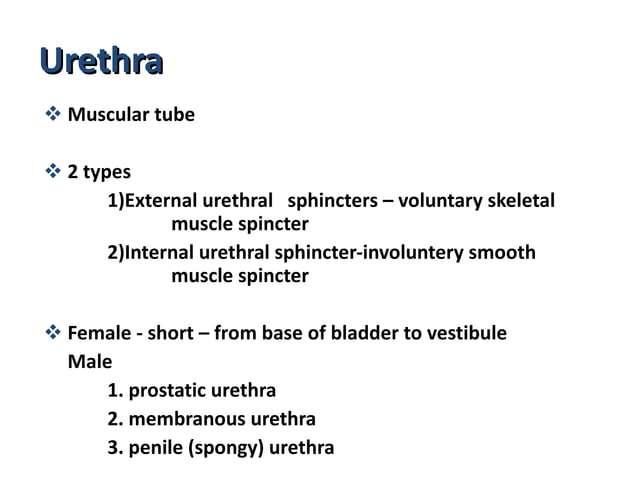 Urethra
❖ Muscular tube
❖ 2 types
1)External urethral sphincters – voluntary skeletal
muscle spincter
2)Internal urethral sphincter-involuntery smooth
muscle spincter
❖ Female - short – from base of bladder to vestibule
Male
1. prostatic urethra
2. membranous urethra
3. penile (spongy) urethra